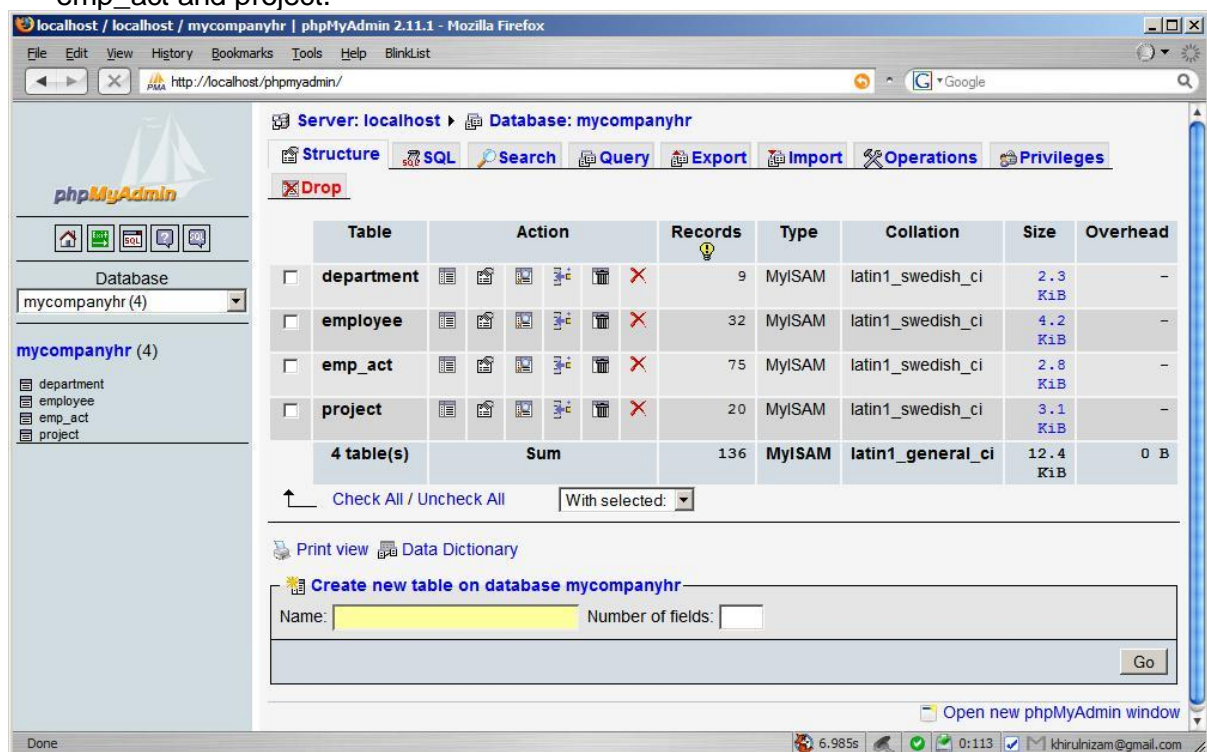 emp_act and project.
localhost / localhost / mycompanyhr | phpMyAdmin 2.11.1 - Mozilla Firefox
File Edit View History Bookmarks Tools Help BlinkList
PMA http://localhost/phpmyadmin/ G Google
Server: localhost Database: mycompanyhr
Structure SQL Search Query Export Import Operations Privileges
Drop
phpMyAdmin
Database
mycompanyhr (4)
mycompanyhr (4)
department
employee
emp_act
project
Table Action Records Type Collation Size Overhead
department 9 MyISAM latin1_swedish_ci 2.3 KiB -
employee 32 MyISAM latin1_swedish_ci 4.2 KiB -
emp_act 75 MyISAM latin1_swedish_ci 2.8 KiB -
project 20 MyISAM latin1_swedish_ci 3.1 KiB -
4 table(s) Sum 136 MyISAM latin1_general_ci 12.4 KiB 0 B
Check All / Uncheck All With selected:
Print view Data Dictionary
Create new table on database mycompanyhr
Name: Number of fields:
Go
Open new phpMyAdmin window
Done 6.985s 0:113 khirulnizam@gmail.com